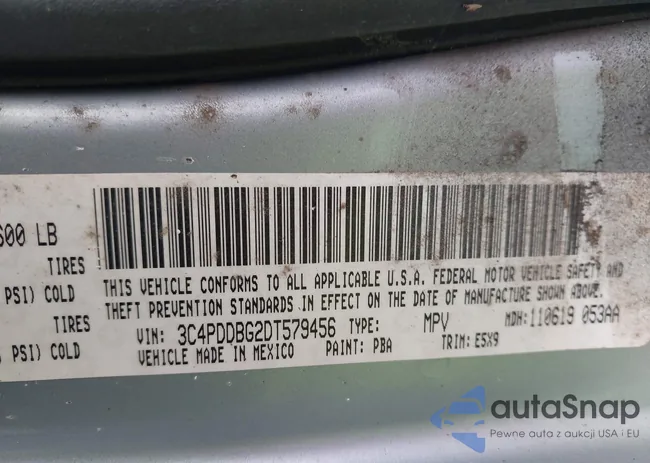 600 LB
TIRES
PSI) COLD
TIRES
PSI) COLD
THIS VEHICLE CONFORMS TO ALL APPLICABLE U.S.A. FEDERAL MOTOR VEHICLE SAFETY AND
THEFT PREVENTION STANDARDS IN EFFECT ON THE DATE OF MANUFACTURE SHOWN ABOVE.
VIN: 3C4PDDBG2DT579456 TYPE: MPV MDH: 110619 053AA
VEHICLE MADE IN MEXICO PAINT: PBA TRIM: E5X9
autaSnap
Pewne auta z aukcji USA i EU